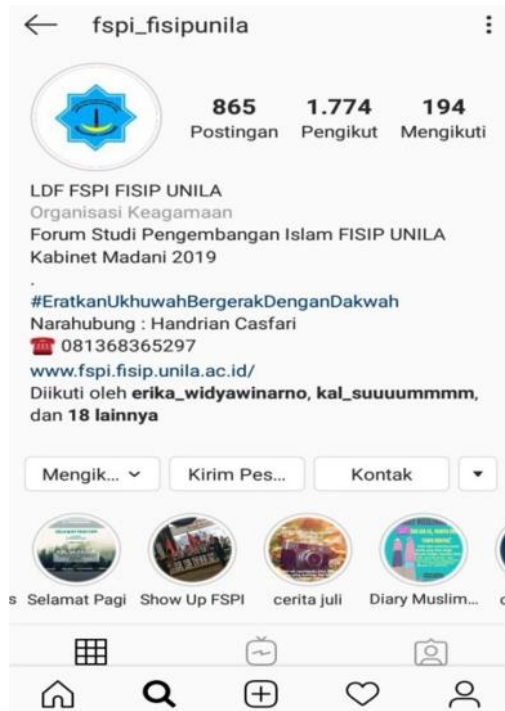 fspi_fisipunila
865 1.774 194
Postingan Pengikut Mengikuti
LDF FSPI FISIP UNILA
Organisasi Keagamaan
Forum Studi Pengembangan Islam FISIP UNILA
Kabinet Madani 2019
.
#EratkanUkhuwahBergerakDenganDakwah
Narahubung : Handrian Casfari
☎ 081368365297
www.fspi.fisip.unila.ac.id/
Diikuti oleh erika_widyawinarno, kal_suuuummmm,
dan 18 lainnya
Mengik... Kirim Pes... Kontak
s Selamat Pagi Show Up FSPI cerita juli Diary Muslim... c